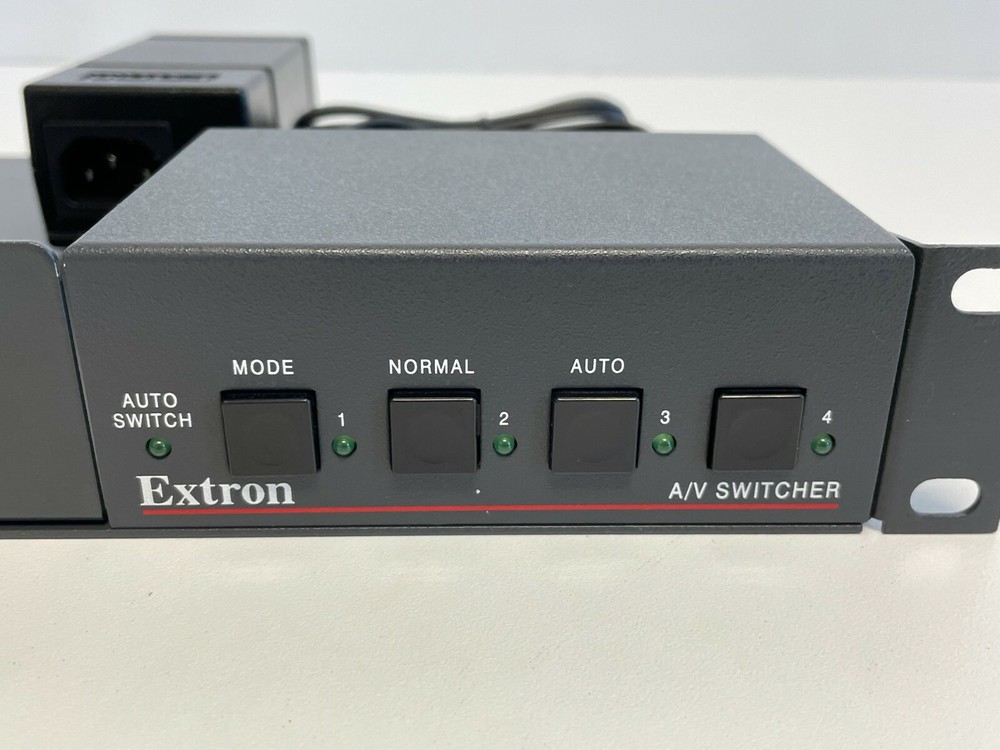 MODE
NORMAL
AUTO
AUTO
SWITCH
1
2
3
4
Extron
A/V SWITCHER